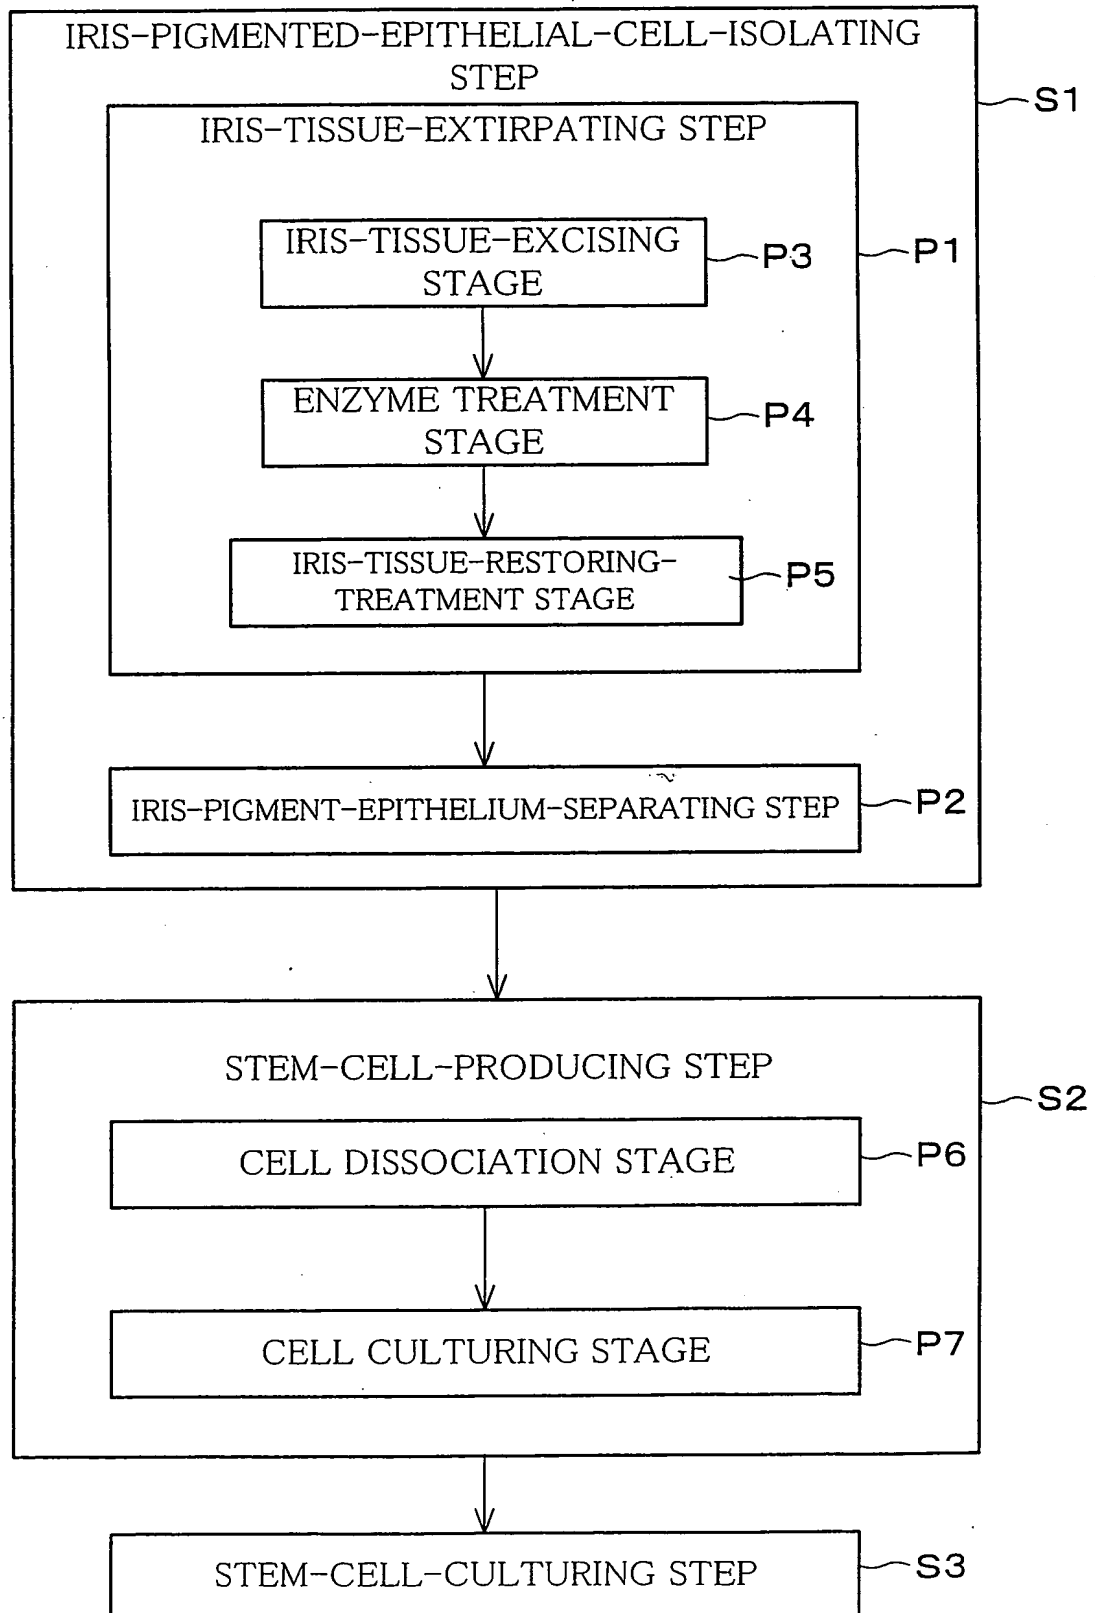 IRIS-PIGMENTED-EPITHELIAL-CELL-ISOLATING
STEP
S1
IRIS-TISSUE-EXTIRPATING STEP
P1
IRIS-TISSUE-EXCISING
STAGE
P3
ENZYME TREATMENT
STAGE
P4
IRIS-TISSUE-RESTORING-
TREATMENT STAGE
P5
IRIS-PIGMENT-EPITHELIUM-SEPARATING STEP
P2
STEM-CELL-PRODUCING STEP
S2
CELL DISSOCIATION STAGE
P6
CELL CULTURING STAGE
P7
STEM-CELL-CULTURING STEP
S3